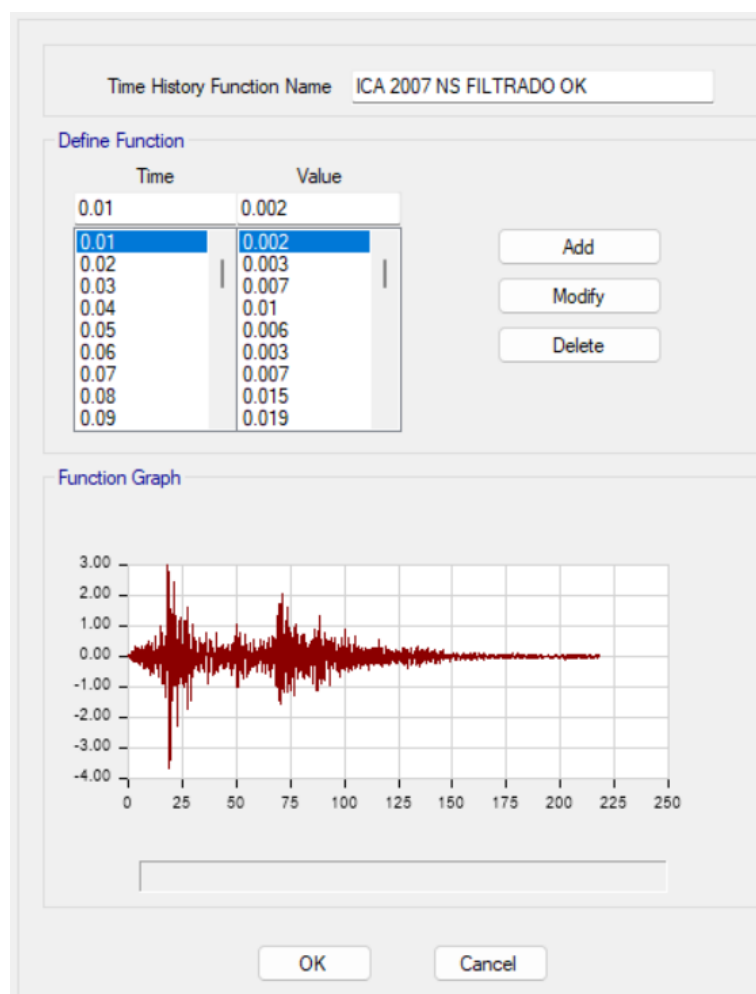 Time History Function Name ICA 2007 NS FILTRADO OK
Define Function
Time Value
0.01 0.002
0.01 0.002
0.02 0.003
0.03 0.007
0.04 0.01
0.05 0.006
0.06 0.003
0.07 0.007
0.08 0.015
0.09 0.019
Add
Modify
Delete
Function Graph
3.00
2.00
1.00
0.00
-1.00
-2.00
-3.00
-4.00
0 25 50 75 100 125 150 175 200 225 250
OK Cancel